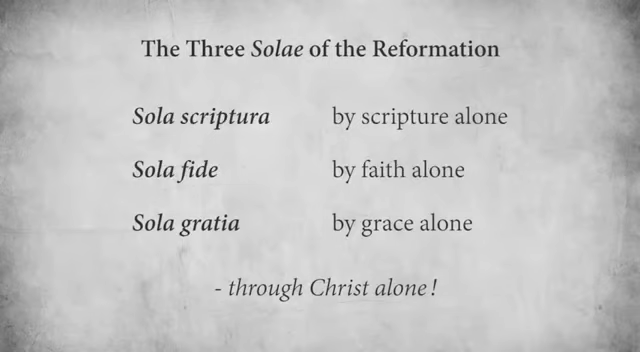 The Three Solae of the Reformation
Sola scriptura by scripture alone
Sola fide by faith alone
Sola gratia by grace alone
- through Christ alone!